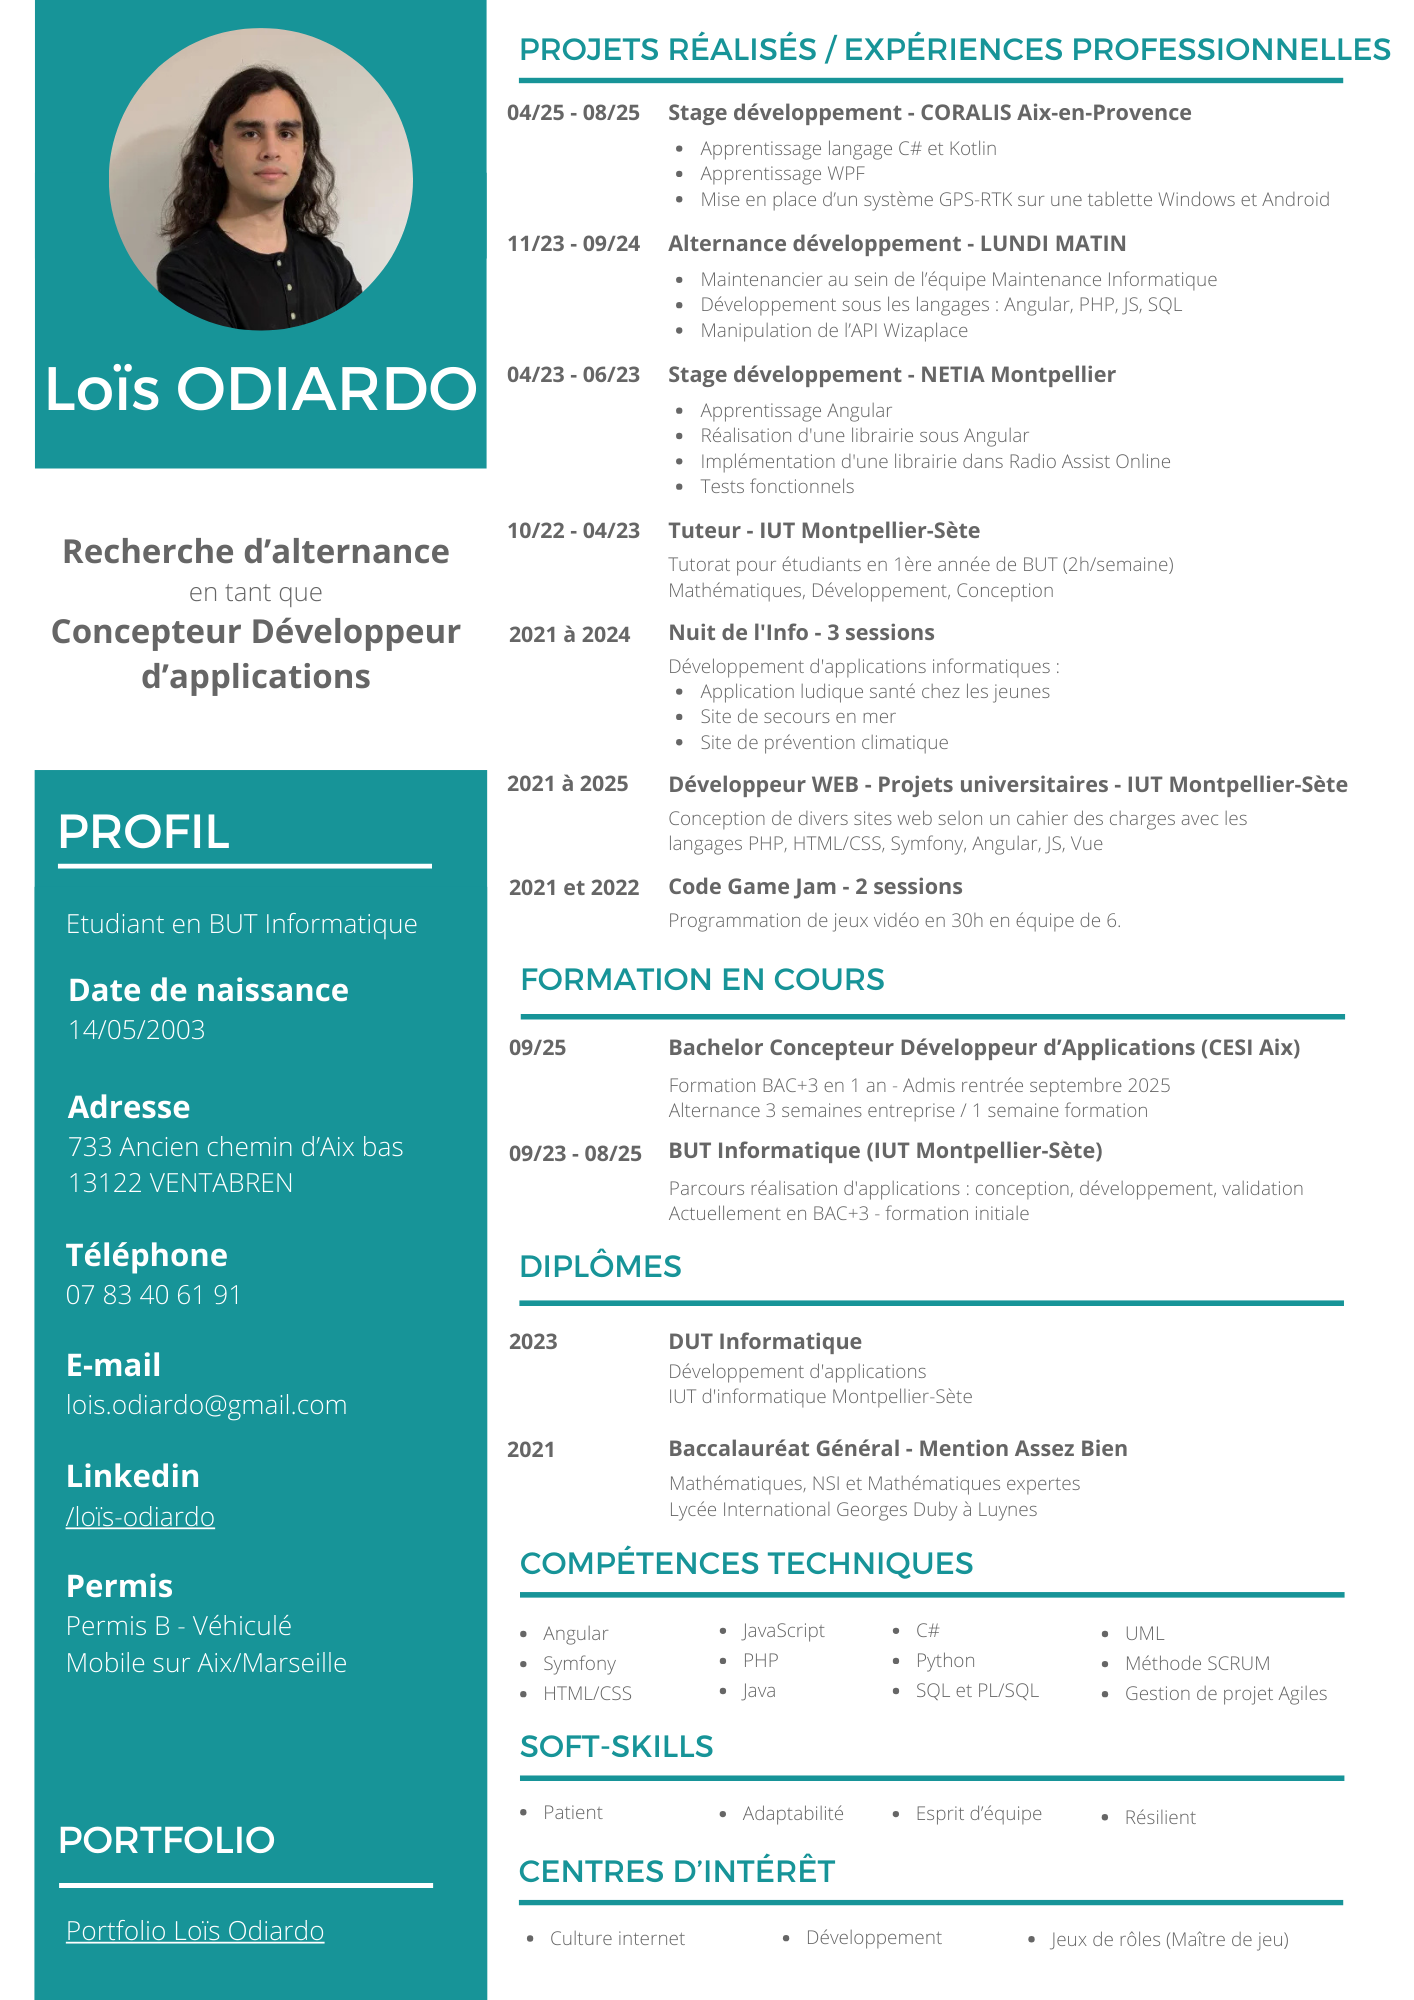 Loïs ODIARDO
Recherche d’alternance
en tant que
Concepteur Développeur
d’applications
PROFIL
Etudiant en BUT Informatique
Date de naissance
14/05/2003
Adresse
733 Ancien chemin d’Aix bas
13122 VENTABREN
Téléphone
07 83 40 61 91
E-mail
lois.odiardo@gmail.com
Linkedin
/loïs-odiardo
Permis
Permis B - Véhiculé
Mobile sur Aix/Marseille
PORTFOLIO
Portfolio Loïs Odiardo
PROJETS RÉALISÉS / EXPÉRIENCES PROFESSIONNELLES
04/25 - 08/25 Stage développement - CORALIS Aix-en-Provence
• Apprentissage langage C# et Kotlin
• Apprentissage WPF
• Mise en place d’un système GPS-RTK sur une tablette Windows et Android
11/23 - 09/24 Alternance développement - LUNDI MATIN
• Maintenancier au sein de l’équipe Maintenance Informatique
• Développement sous les langages : Angular, PHP, JS, SQL
• Manipulation de l’API Wizaplace
04/23 - 06/23 Stage développement - NETIA Montpellier
• Apprentissage Angular
• Réalisation d'une librairie sous Angular
• Implémentation d'une librairie dans Radio Assist Online
• Tests fonctionnels
10/22 - 04/23 Tuteur - IUT Montpellier-Sète
Tutorat pour étudiants en 1ère année de BUT (2h/semaine)
Mathématiques, Développement, Conception
2021 à 2024 Nuit de l'Info - 3 sessions
Développement d'applications informatiques :
• Application ludique santé chez les jeunes
• Site de secours en mer
• Site de prévention climatique
2021 à 2025 Développeur WEB - Projets universitaires - IUT Montpellier-Sète
Conception de divers sites web selon un cahier des charges avec les
langages PHP, HTML/CSS, Symfony, Angular, JS, Vue
2021 et 2022 Code Game Jam - 2 sessions
Programmation de jeux vidéo en 30h en équipe de 6.
FORMATION EN COURS
09/25 Bachelor Concepteur Développeur d’Applications (CESI Aix)
Formation BAC+3 en 1 an - Admis rentrée septembre 2025
Alternance 3 semaines entreprise / 1 semaine formation
09/23 - 08/25 BUT Informatique (IUT Montpellier-Sète)
Parcours réalisation d'applications : conception, développement, validation
Actuellement en BAC+3 - formation initiale
DIPLÔMES
2023 DUT Informatique
Développement d'applications
IUT d'informatique Montpellier-Sète
2021 Baccalauréat Général - Mention Assez Bien
Mathématiques, NSI et Mathématiques expertes
Lycée International Georges Duby à Luynes
COMPÉTENCES TECHNIQUES
• Angular • JavaScript • C# • UML
• Symfony • PHP • Python • Méthode SCRUM
• HTML/CSS • Java • SQL et PL/SQL • Gestion de projet Agiles
SOFT-SKILLS
• Patient • Adaptabilité • Esprit d’équipe • Résilient
CENTRES D’INTÉRÊT
• Culture internet • Développement • Jeux de rôles (Maître de jeu)